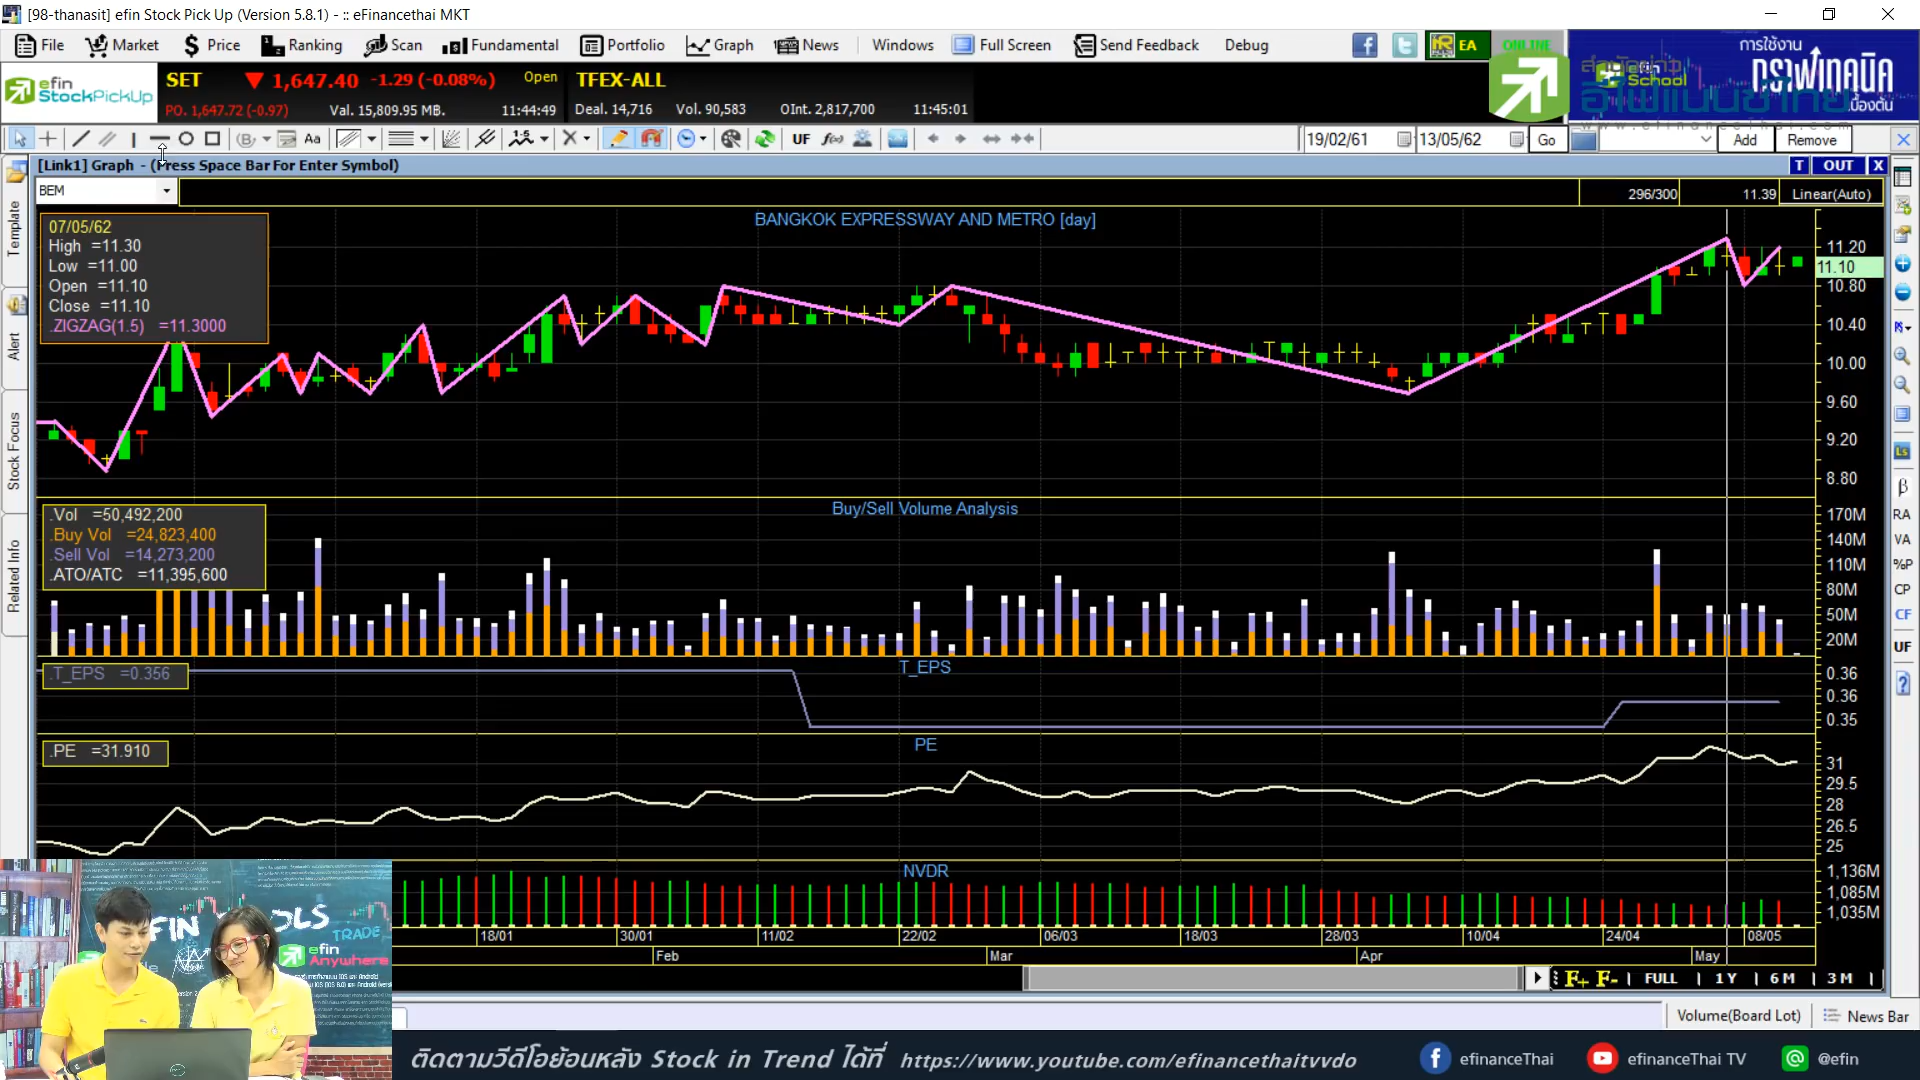 [98-thanasit] efin Stock Pick Up (Version 5.8.1) - :: eFinancethai MKT
File Market Price Ranking Scan Fundamental Portfolio Graph News Windows Full Screen Send Feedback Debug EA ONLINE
efin StockPickUp
SET ▼ 1,647.40 -1.29 (-0.08%) Open
PO. 1,647.72 (-0.97) Val. 15,809.95 MB. 11:44:49
TFEX-ALL
Deal. 14,716 Vol. 90,583 OInt. 2,817,700 11:45:01
การใช้งาน
กราฟเทคนิค
เบื้องต้น
efin School
Aa UF f(x) 19/02/61 13/05/62 Go Add Remove
[Link1] Graph - (Press Space Bar For Enter Symbol) T OUT X
BEM 296/300 11.39 Linear(Auto)
BANGKOK EXPRESSWAY AND METRO [day]
07/05/62
High =11.30
Low =11.00
Open =11.10
Close =11.10
.ZIGZAG(1.5) =11.3000
11.20
11.10
10.80
10.40
10.00
9.60
9.20
8.80
Template
Alert
Stock Focus
Related Info
Buy/Sell Volume Analysis
.Vol =50,492,200
.Buy Vol =24,823,400
.Sell Vol =14,273,200
.ATO/ATC =11,395,600
170M
140M
110M
80M
50M
20M
T_EPS
.T_EPS =0.356
0.36
0.36
0.35
PE
.PE =31.910
31
29.5
28
26.5
25
NVDR
1,136M
1,085M
1,035M
18/01 30/01 11/02 22/02 06/03 18/03 28/03 10/04 24/04 08/05
Feb Mar Apr May
F+ F- FULL 1 Y 6 M 3 M
β
RA
VA
%P
CP
CF
UF
TRADE
efin
Anywhere
Volume(Board Lot) News Bar
ติดตามวีดีโอย้อนหลัง Stock in Trend ได้ที่ https://www.youtube.com/efinancethaitvvdo efinanceThai efinanceThai TV @efin